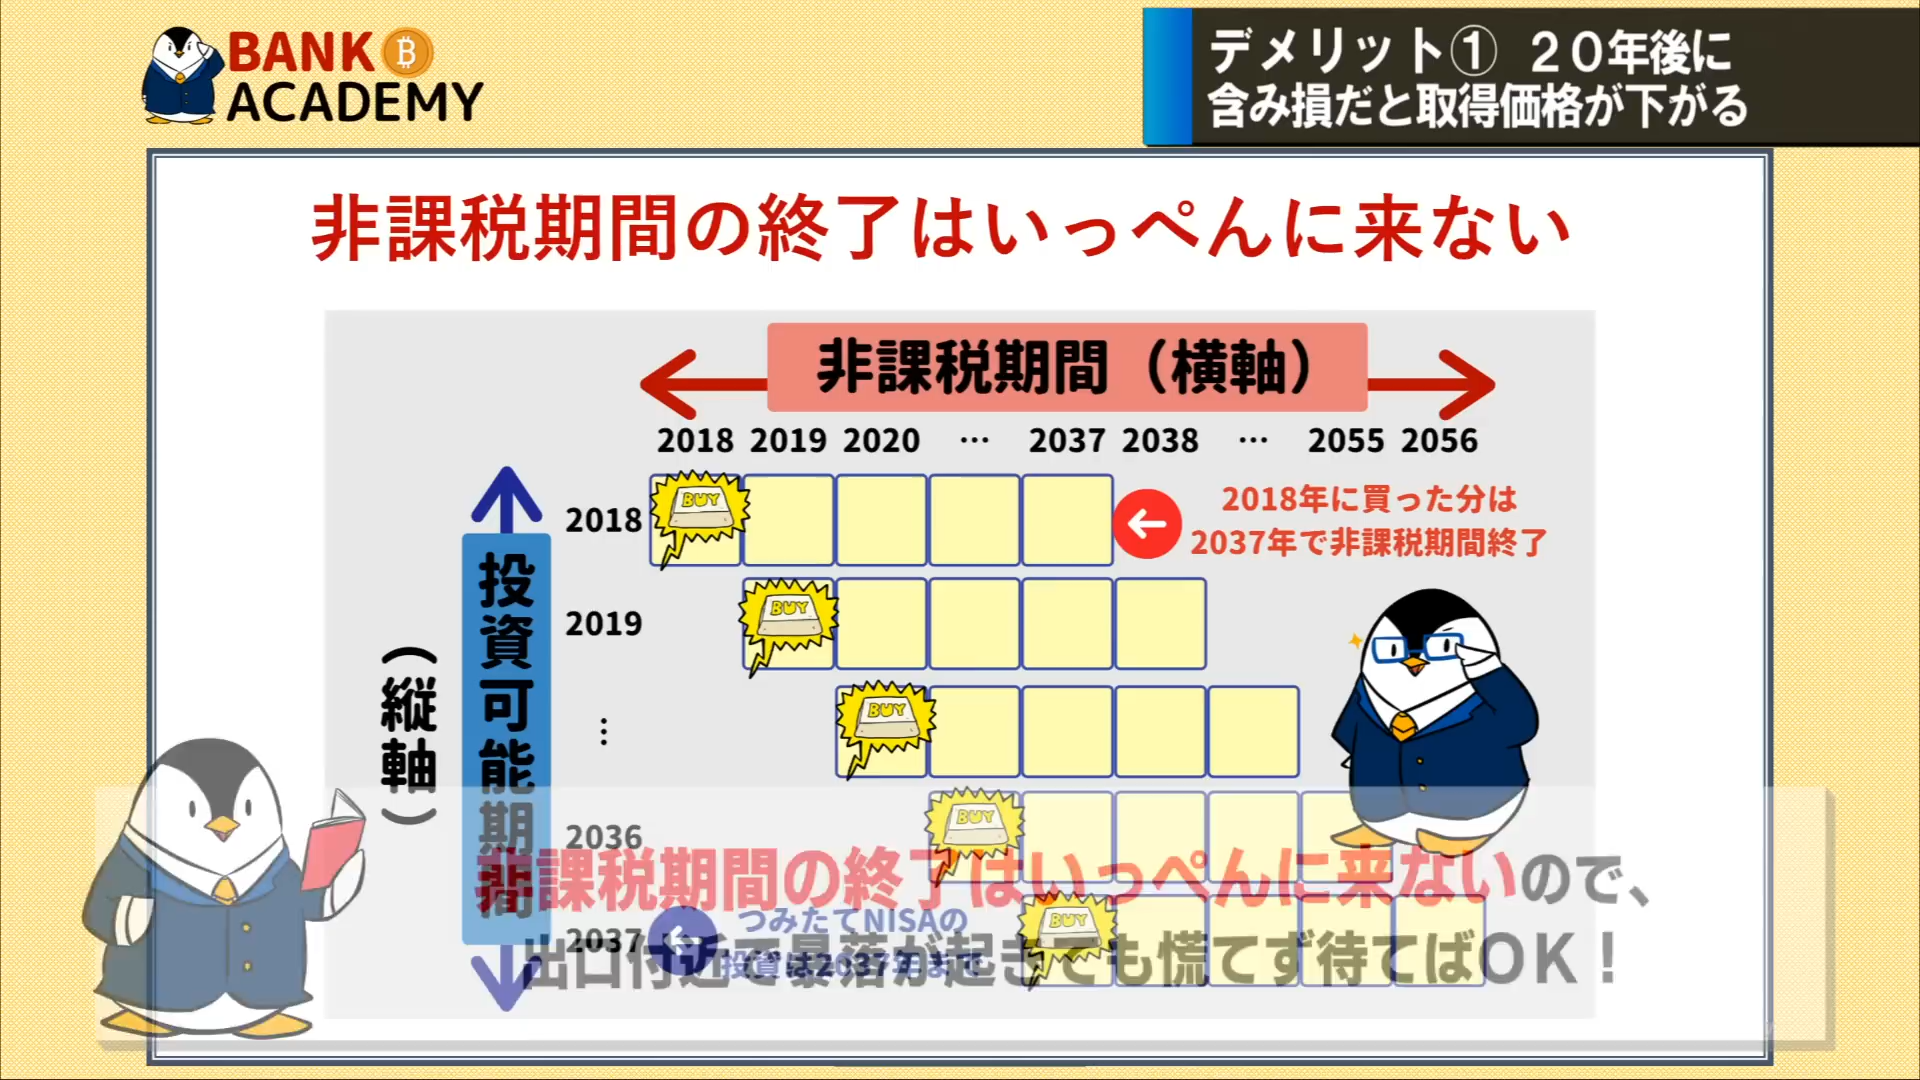 BANK
ACADEMY
デメリット① 20年後に
含み損だと取得価格が下がる
非課税期間の終了はいっぺんに来ない
非課税期間（横軸）
2018 2019 2020 … 2037 2038 … 2055 2056
投資可能期間
（縦軸）
2018
BUY
2018年に買った分は
2037年で非課税期間終了
2019
BUY
⋮
BUY
2036
BUY
2037
つみたてNISAの
投資は2037年まで
BUY
非課税期間の終了はいっぺんに来ないので、
出口付近で暴落が起きても慌てず待てばOK！